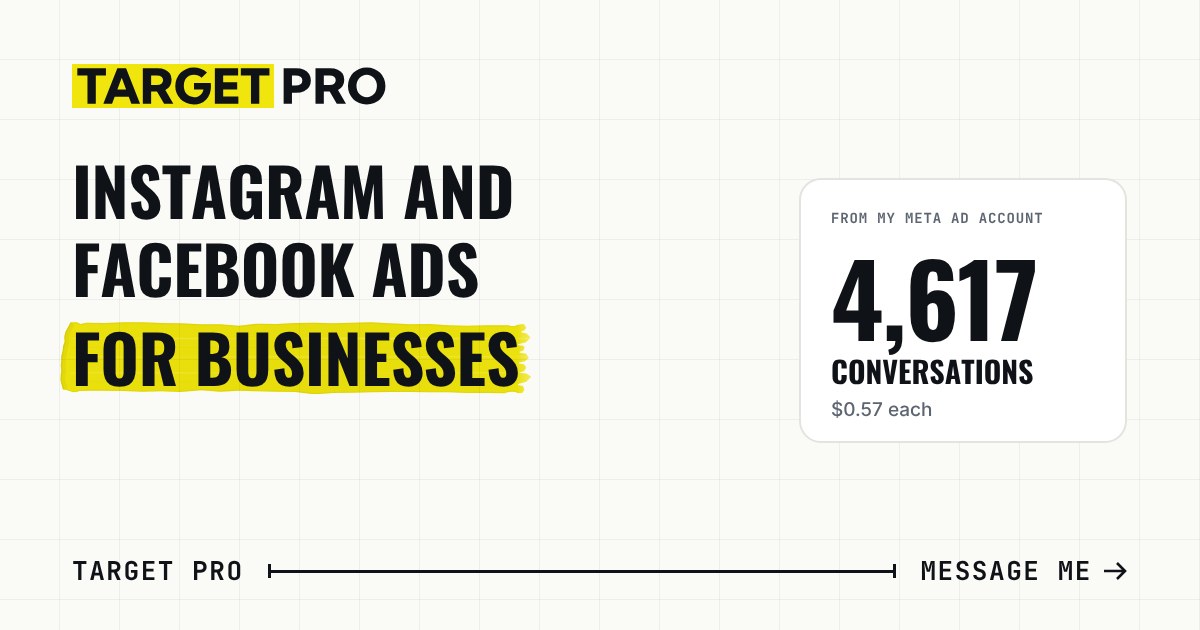 TARGET PRO
INSTAGRAM AND
FACEBOOK ADS
FOR BUSINESSES
FROM MY META AD ACCOUNT
4,617
CONVERSATIONS
$0.57 each
TARGET PRO
MESSAGE ME →